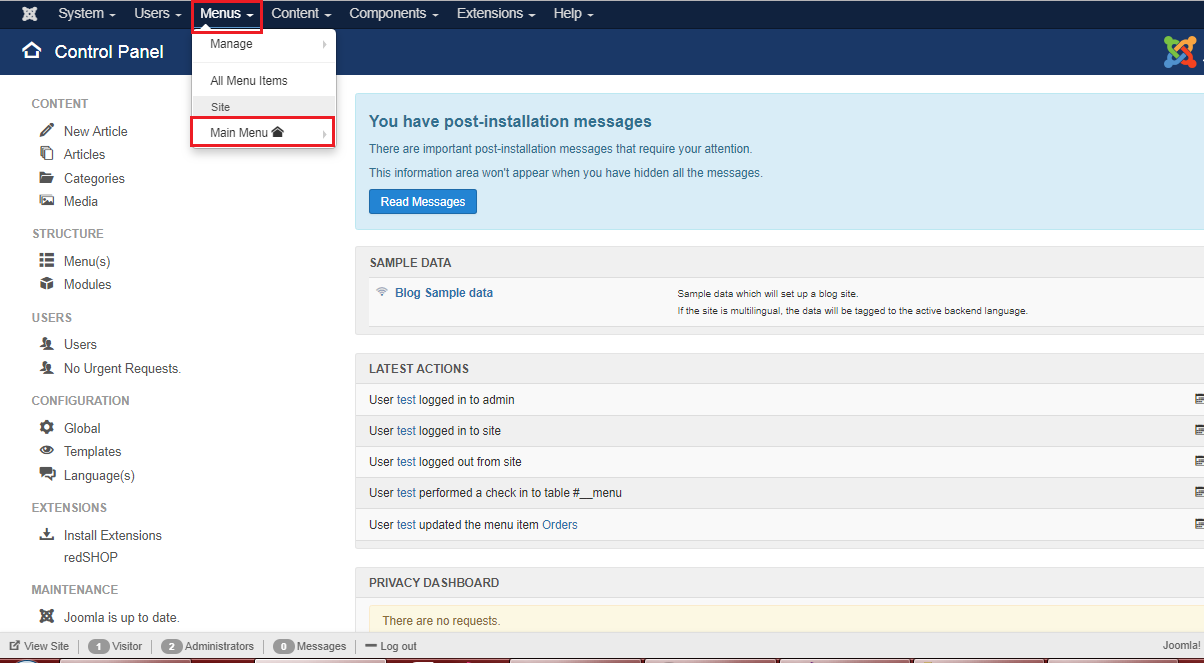 System Users Menus Content Components Extensions Help
Control Panel
Manage
All Menu Items
Site
Main Menu
CONTENT
New Article
Articles
Categories
Media
STRUCTURE
Menu(s)
Modules
USERS
Users
No Urgent Requests.
CONFIGURATION
Global
Templates
Language(s)
EXTENSIONS
Install Extensions
redSHOP
MAINTENANCE
Joomla is up to date.
You have post-installation messages
There are important post-installation messages that require your attention.
This information area won't appear when you have hidden all the messages.
Read Messages
SAMPLE DATA
Blog Sample data
Sample data which will set up a blog site.
If the site is multilingual, the data will be tagged to the active backend language.
LATEST ACTIONS
User test logged in to admin
User test logged in to site
User test logged out from site
User test performed a check in to table #__menu
User test updated the menu item Orders
PRIVACY DASHBOARD
There are no requests.
View Site 1 Visitor 2 Administrators 0 Messages Log out Joomla!